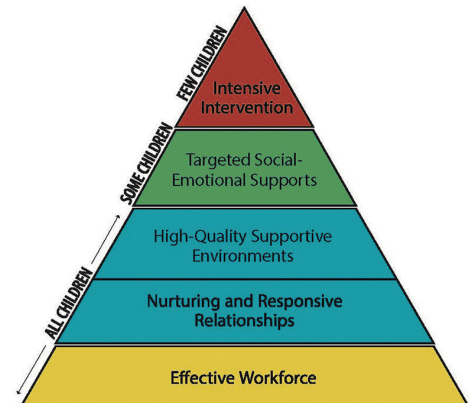 FEW CHILDREN
Intensive
Intervention
SOME CHILDREN
Targeted Social-
Emotional Supports
ALL CHILDREN
High-Quality Supportive
Environments
Nurturing and Responsive
Relationships
Effective Workforce